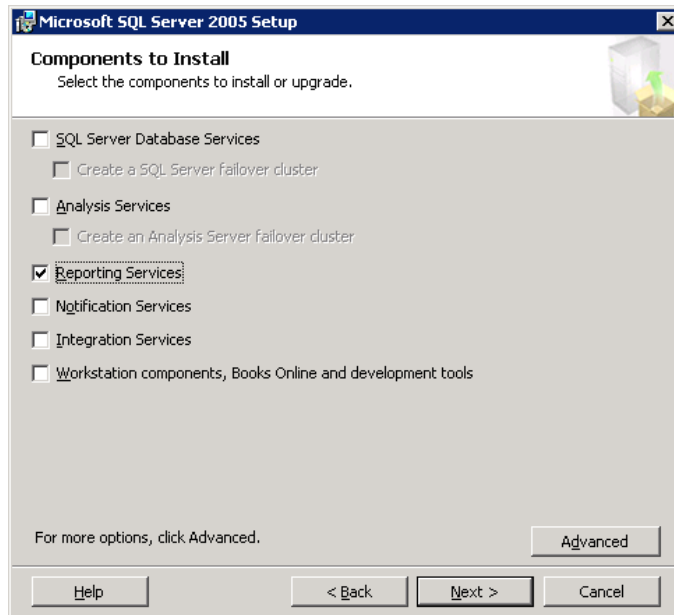 Microsoft SQL Server 2005 Setup
Components to Install
Select the components to install or upgrade.
SQL Server Database Services
Create a SQL Server failover cluster
Analysis Services
Create an Analysis Server failover cluster
Reporting Services
Notification Services
Integration Services
Workstation components, Books Online and development tools
For more options, click Advanced.
Advanced
Help
< Back
Next >
Cancel